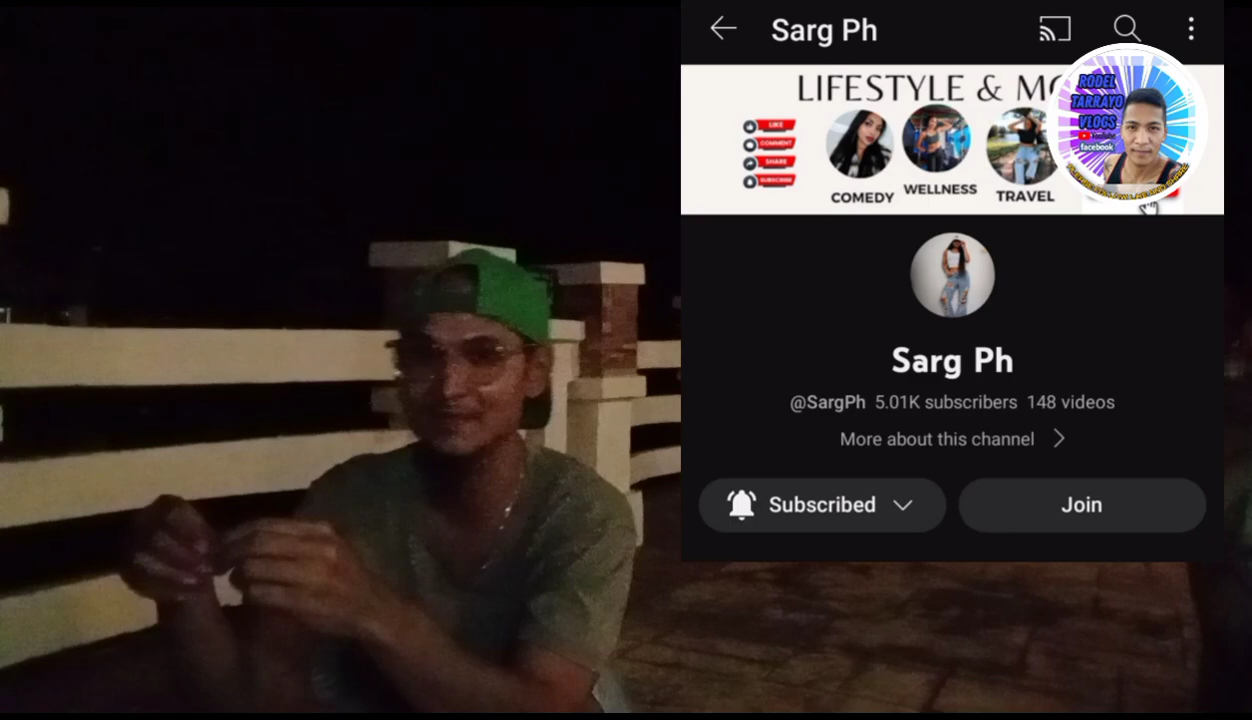 Sarg Ph
LIFESTYLE & MO
LIKE
COMMENT
SHARE
SUBSCRIBE
COMEDY
WELLNESS
TRAVEL
RODEL
TARRAYO
VLOGS
YouTube
facebook
Sarg Ph
@SargPh 5.01K subscribers 148 videos
More about this channel
Subscribed
Join